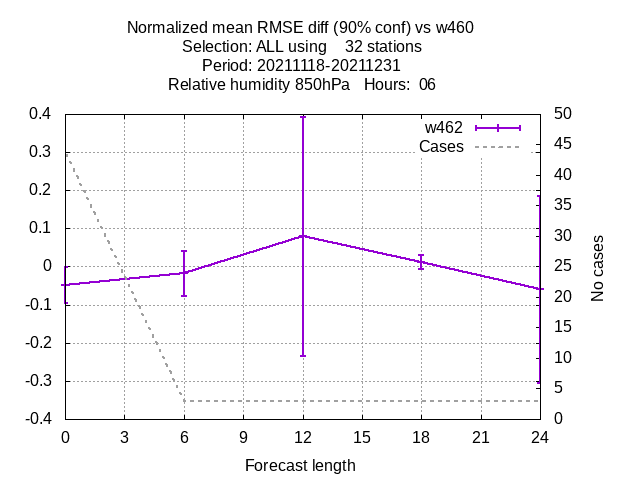 Normalized mean RMSE diff (90% conf) vs w460
Selection: ALL using    32 stations
Period: 20211118-20211231
Relative humidity 850hPa   Hours:  06
w462
Cases
0.4
0.3
0.2
0.1
0
-0.1
-0.2
-0.3
-0.4
50
45
40
35
30
25
20
15
10
5
0
No cases
0 3 6 9 12 15 18 21 24
Forecast length